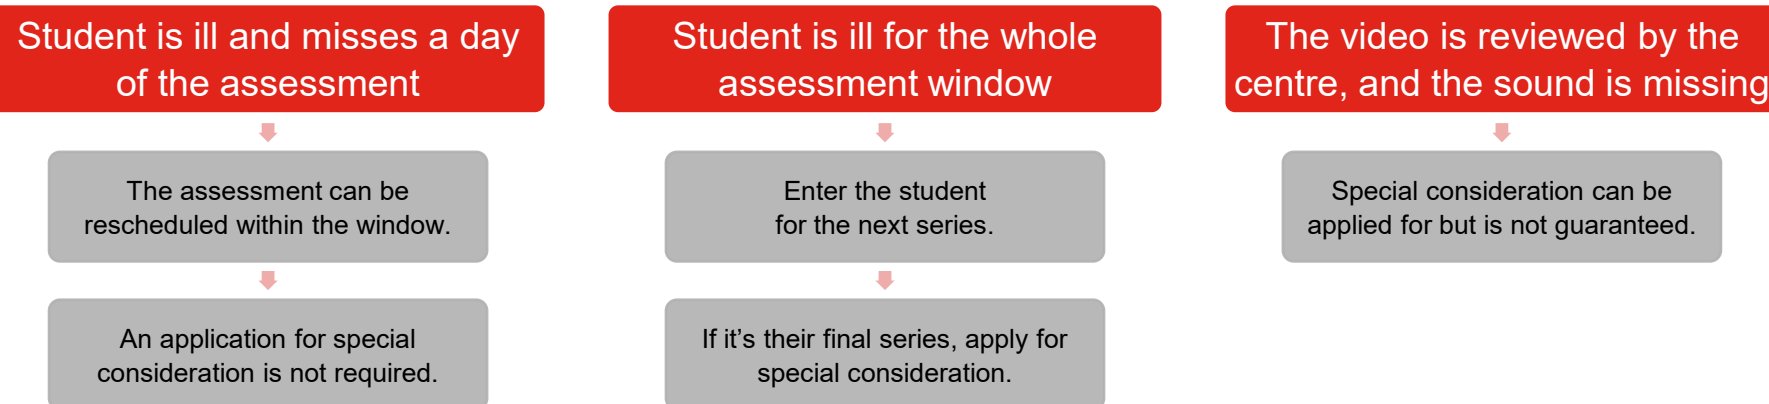 Student is ill and misses a day
of the assessment
The assessment can be
rescheduled within the window.
An application for special
consideration is not required.
Student is ill for the whole
assessment window
Enter the student
for the next series.
If it’s their final series, apply for
special consideration.
The video is reviewed by the
centre, and the sound is missing
Special consideration can be
applied for but is not guaranteed.